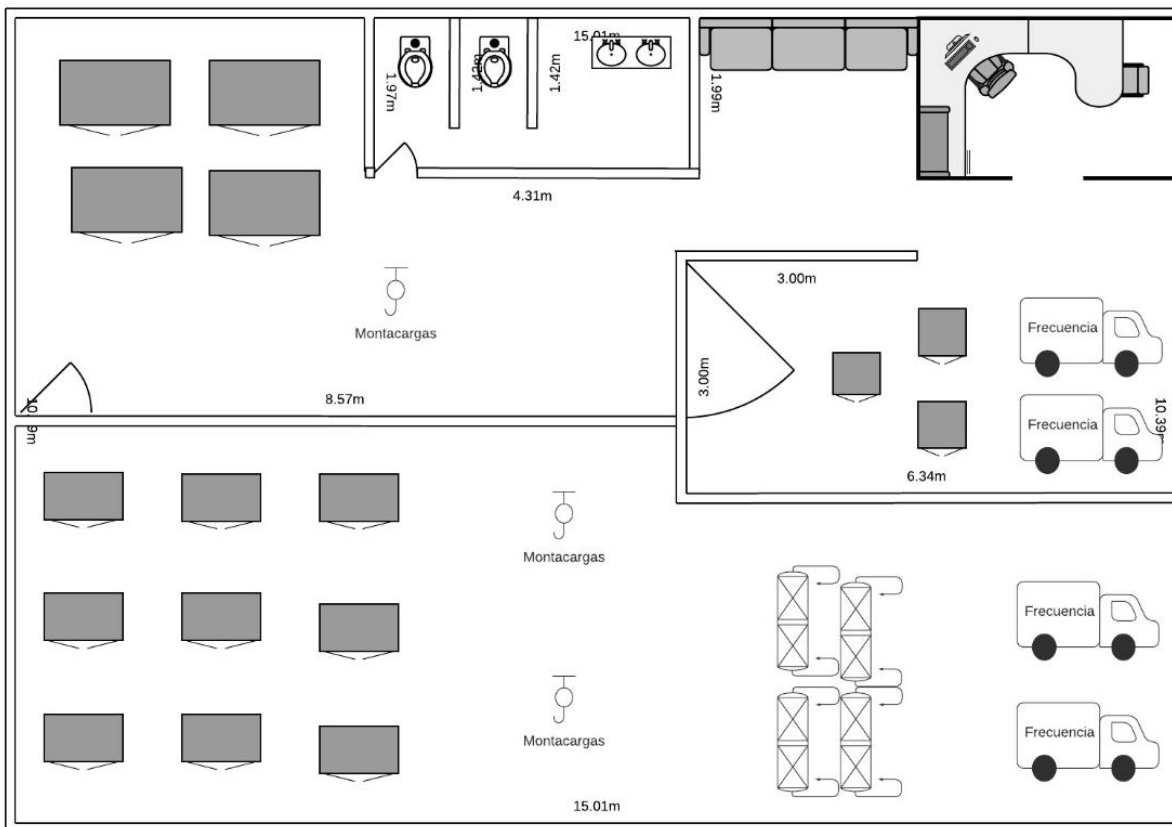 15.01m
1.97m
1.42m
1.42m
1.99m
4.31m
3.00m
Montacargas
Frecuencia
3.00m
8.57m
Frecuencia
10.39m
6.34m
Montacargas
Frecuencia
Montacargas
Frecuencia
15.01m